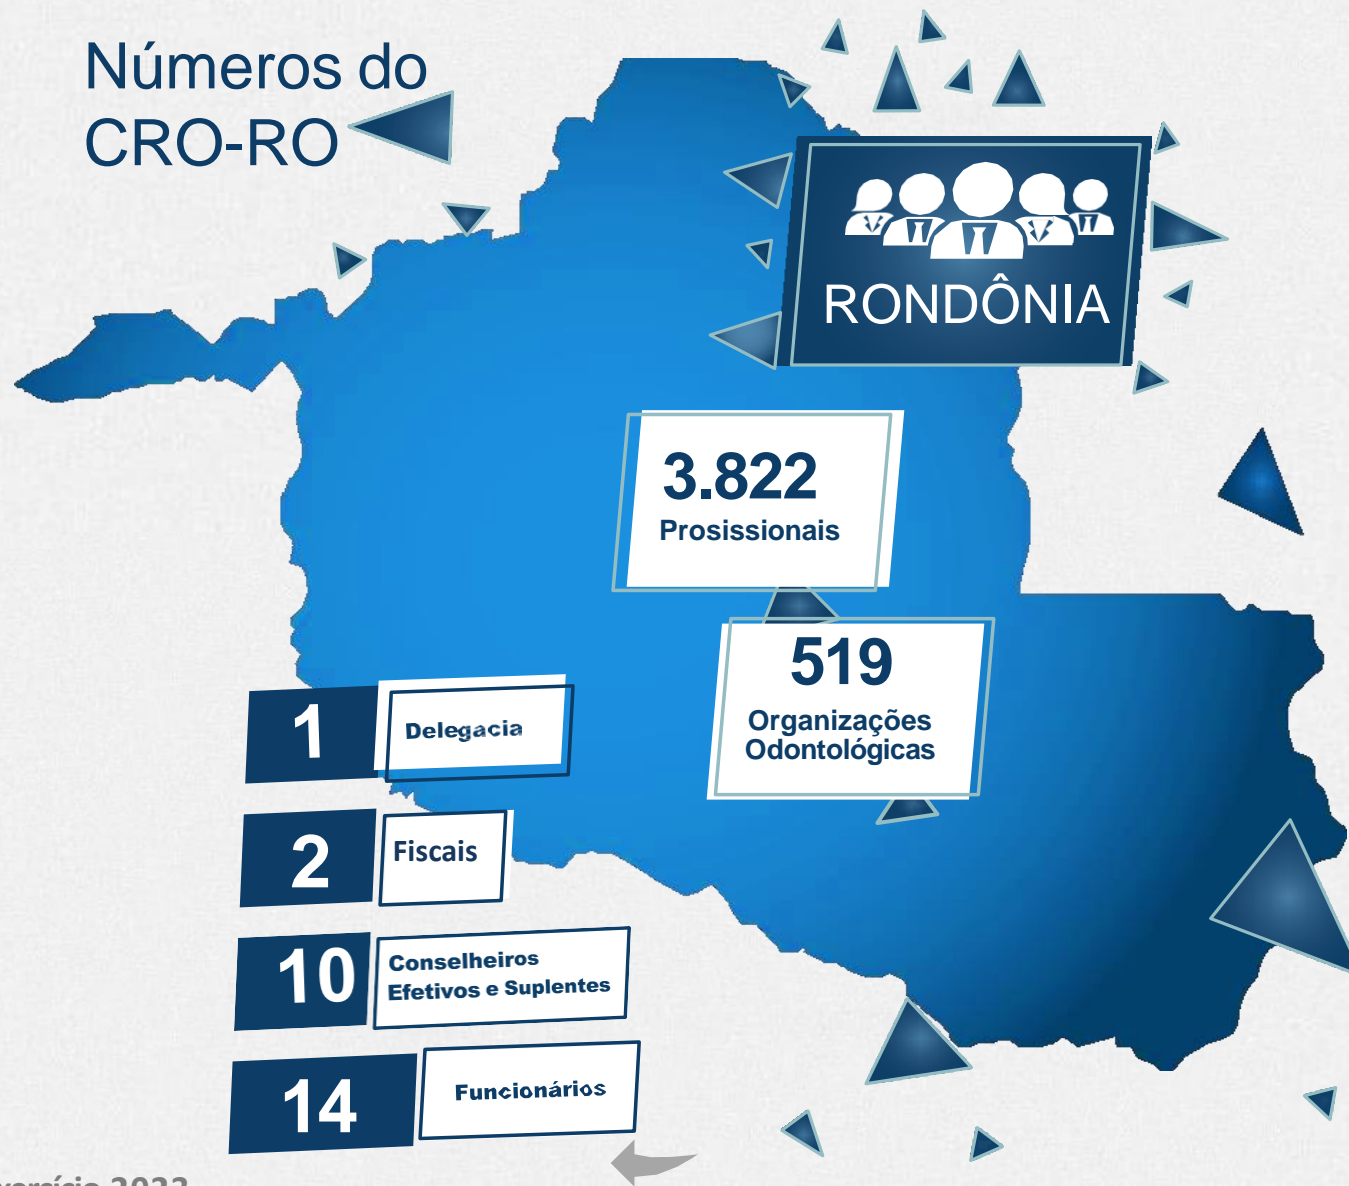 Números do
CRO-RO
RONDÔNIA
3.822
Prosissionais
519
Organizações
Odontológicas
1
Delegacia
2
Fiscais
10
Conselheiros
Efetivos e Suplentes
14
Funcionários